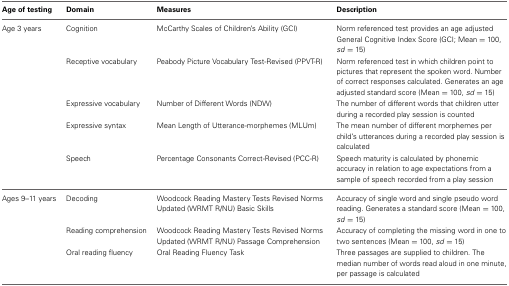 Age of testing Domain Measures Description
Age 3 years Cognition McCarthy Scales of Children's Ability (GCI) Norm referenced test provides an age adjusted
General Cognitive Index Score (GCI; Mean = 100,
sd = 15)
Receptive vocabulary Peabody Picture Vocabulary Test-Revised (PPVT-R) Norm referenced test in which children point to
pictures that represent the spoken word. Number
of correct responses calculated. Generates an age
adjusted standard score (Mean = 100, sd = 15)
Expressive vocabulary Number of Different Words (NDW) The number of different words that children utter
during a recorded play session is counted
Expressive syntax Mean Length of Utterance-morphemes (MLUm) The mean number of different morphemes per
child's utterances during a recorded play session is
calculated
Speech Percentage Consonants Correct-Revised (PCC-R) Speech maturity is calculated by phonemic
accuracy in relation to age expectations from a
sample of speech recorded from a play session
Ages 9–11 years Decoding Woodcock Reading Mastery Tests Revised Norms Accuracy of single word and single pseudo word
Updated (WRMT R/NU) Basic Skills reading. Generates a standard score (Mean = 100,
sd = 15)
Reading comprehension Woodcock Reading Mastery Tests Revised Norms Accuracy of completing the missing word in one to
Updated (WRMT R/NU) Passage Comprehension two sentences (Mean = 100, sd = 15)
Oral reading fluency Oral Reading Fluency Task Three passages are supplied to children. The
median number of words read aloud in one minute,
per passage is calculated